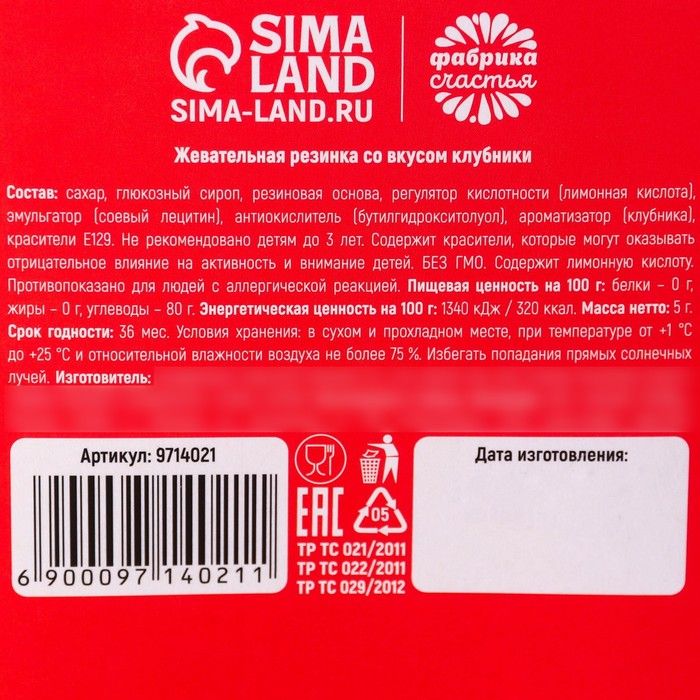 SIMA
LAND
SIMA-LAND.RU
фабрика
счастья
Жевательная резинка со вкусом клубники
Состав: сахар, глюкозный сироп, резиновая основа, регулятор кислотности (лимонная кислота),
эмульгатор (соевый лецитин), антиокислитель (бутилгидрокситолуол), ароматизатор (клубника),
красители Е129. Не рекомендовано детям до 3 лет. Содержит красители, которые могут оказывать
отрицательное влияние на активность и внимание детей. БЕЗ ГМО. Содержит лимонную кислоту.
Противопоказано для людей с аллергической реакцией. Пищевая ценность на 100 г: белки – 0 г,
жиры – 0 г, углеводы – 80 г. Энергетическая ценность на 100 г: 1340 кДж / 320 ккал. Масса нетто: 5 г.
Срок годности: 36 мес. Условия хранения: в сухом и прохладном месте, при температуре от +1 °С
до +25 °С и относительной влажности воздуха не более 75 %. Избегать попадания прямых солнечных
лучей. Изготовитель:
Артикул: 9714021
6 900097 140211
EAC
05
ТР ТС 021/2011
ТР ТС 022/2011
ТР ТС 029/2012
Дата изготовления: